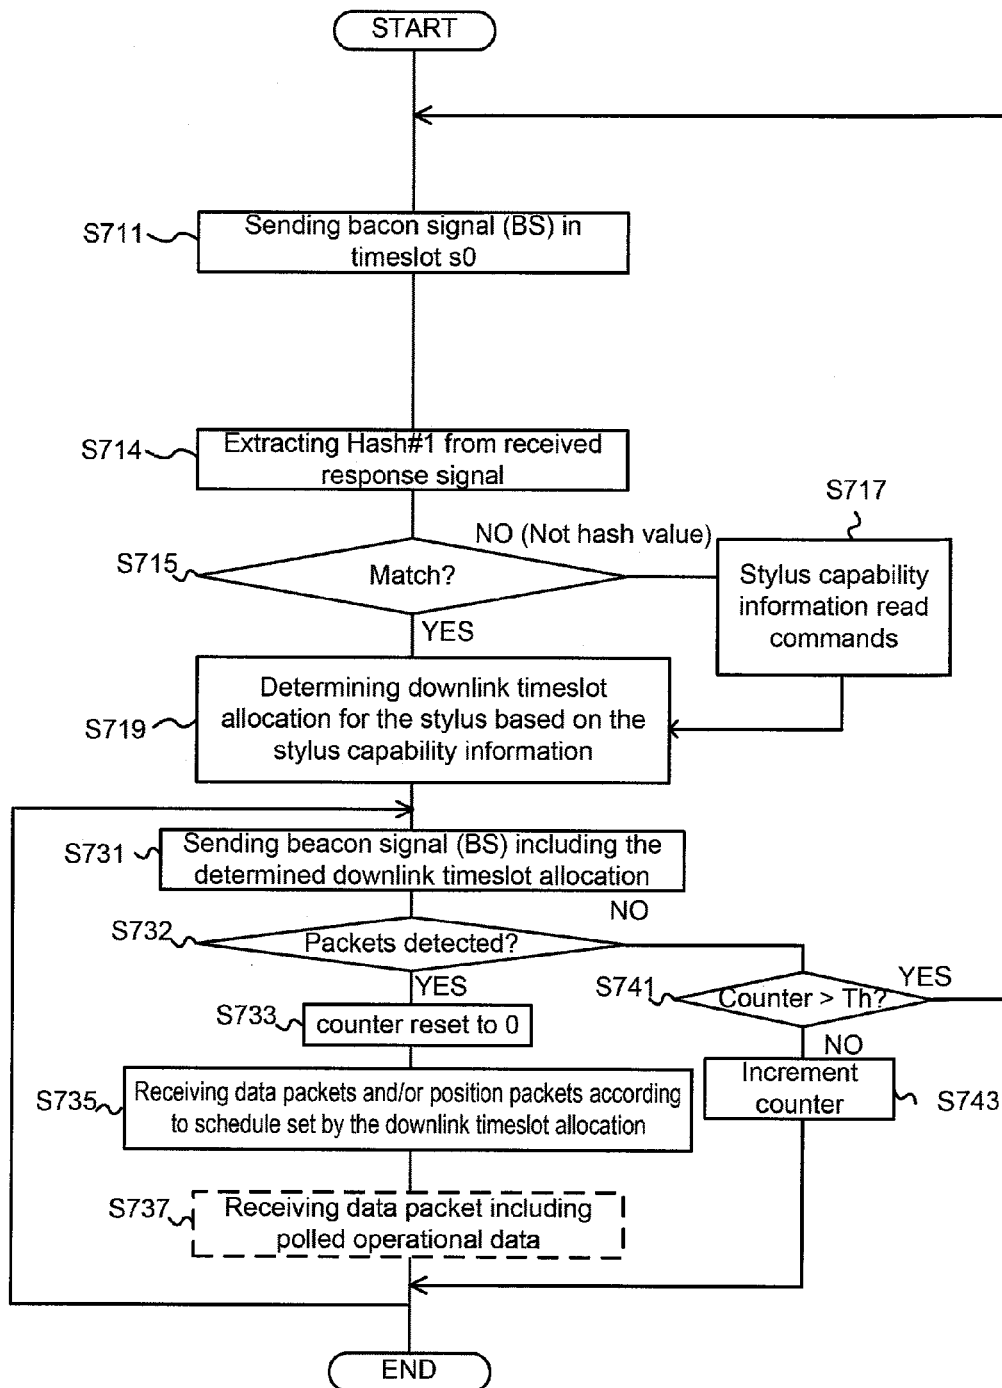 START
S711
Sending bacon signal (BS) in
timeslot s0
S714
Extracting Hash#1 from received
response signal
S717
NO (Not hash value)
S715
Match?
Stylus capability
information read
commands
YES
S719
Determining downlink timeslot
allocation for the stylus based on the
stylus capability information
S731
Sending beacon signal (BS) including the
determined downlink timeslot allocation
NO
S732
Packets detected?
YES
S741
Counter > Th?
YES
S733
counter reset to 0
NO
S735
Receiving data packets and/or position packets according
to schedule set by the downlink timeslot allocation
Increment
counter
S743
S737
Receiving data packet including
polled operational data
END